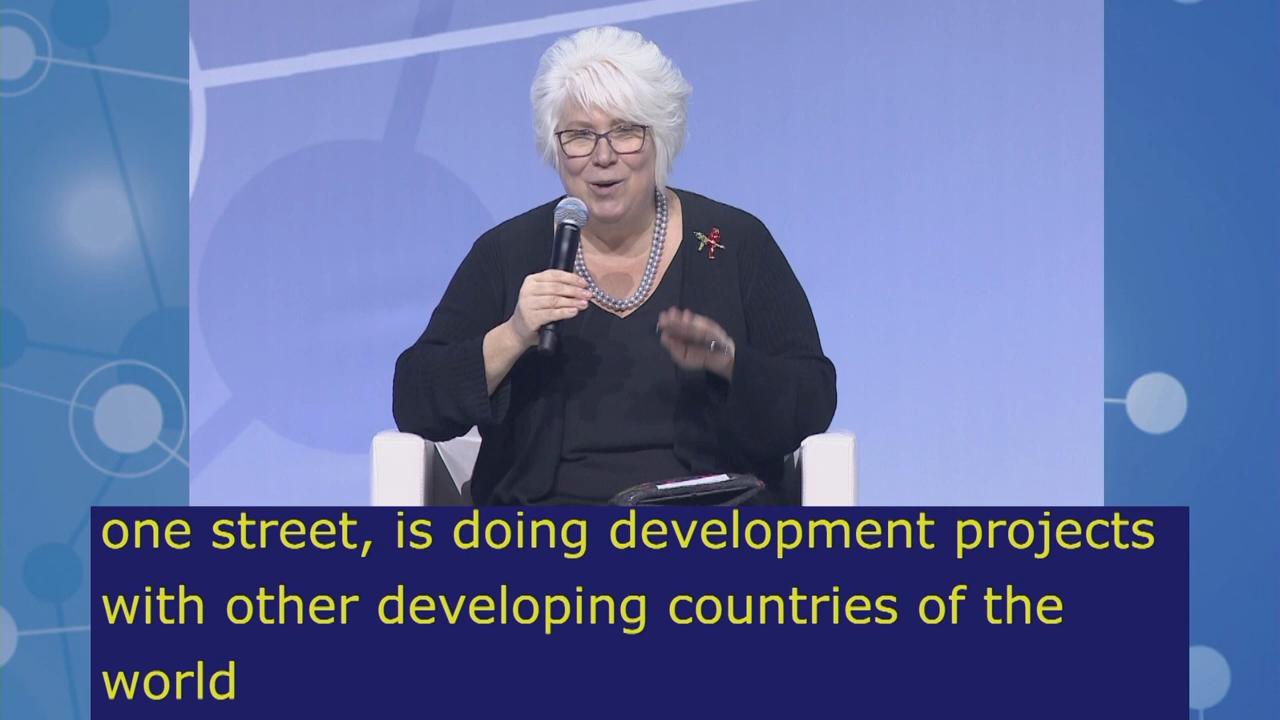 one street, is doing development projects
with other developing countries of the
world